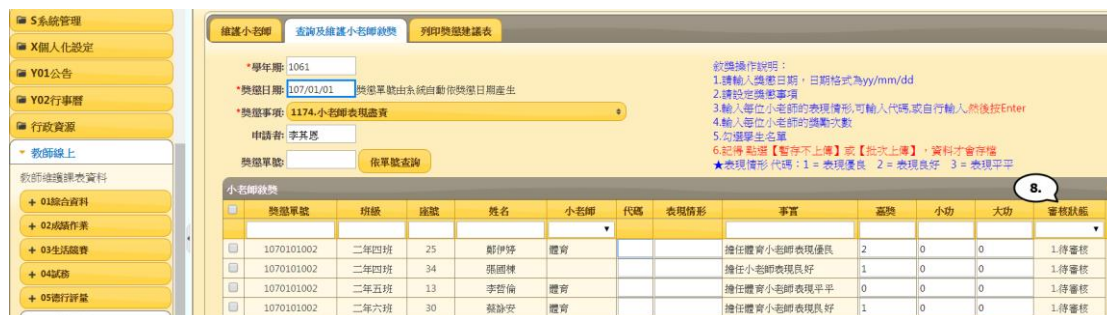 S系統管理
X個人化設定
Y01公告
Y02行事曆
行政資源
教師線上
教師維護課表資料
+ 01綜合資料
+ 02成績作業
+ 03生活競賽
+ 04試務
+ 05德行評量
維護小老師 查詢及維護小老師敘獎 列印獎懲建議表
*學年期: 1061
*獎懲日期: 107/01/01 獎懲單號由系統自動依獎懲日期產生
*獎懲事項: 1174.小老師表現盡責
申請者: 李其恩
獎懲單號: 依單號查詢
敘獎操作說明：
1.請輸入獎懲日期，日期格式為yy/mm/dd
2.請設定獎懲事項
3.輸入每位小老師的表現情形,可輸入代碼,或自行輸入,然後按Enter
4.輸入每位小老師的獎勵次數
5.勾選學生名單
6.記得 點選【暫存不上傳】或【批次上傳】，資料才會存檔
★表現情形 代碼：1 = 表現優良 2 = 表現良好 3 = 表現平平
8.
小老師敘獎
獎懲單號 班級 座號 姓名 小老師 代碼 表現情形 事實 嘉獎 小功 大功 審核狀態
1070101002 二年四班 25 鄭伊婷 體育 擔任體育小老師表現優良 2 0 0 1.待審核
1070101002 二年四班 34 張國棟 擔任小老師表現良好 1 0 0 1.待審核
1070101002 二年五班 13 李哲倫 體育 擔任體育小老師表現平平 0 0 0 1.待審核
1070101002 二年六班 30 蔡詠安 體育 擔任體育小老師表現良好 1 0 0 1.待審核